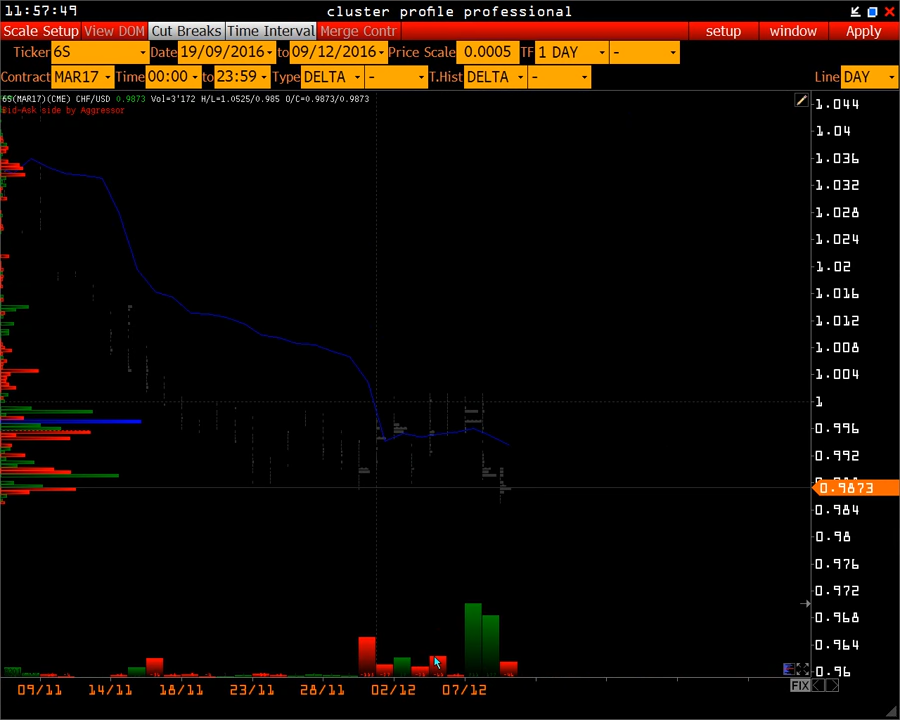 11:57:49 cluster profile professional
Scale Setup View DOM Cut Breaks Time Interval Merge Contr setup window Apply
Ticker 6S Date 19/09/2016 to 09/12/2016 Price Scale 0.0005 TF 1 DAY -
Contract MAR17 Time 00:00 to 23:59 Type DELTA - T.Hist DELTA - Line DAY
6S(MAR17)(CME) CHF/USD 0.9873 Vol=3'172 H/L=1.0525/0.985 O/C=0.9873/0.9873
Bid-Ask side by Aggressor
1.044
1.04
1.036
1.032
1.028
1.024
1.02
1.016
1.012
1.008
1.004
1
0.996
0.992
0.9873
0.984
0.98
0.976
0.972
0.968
0.964
0.96
FIX
09/11 14/11 18/11 23/11 28/11 02/12 07/12